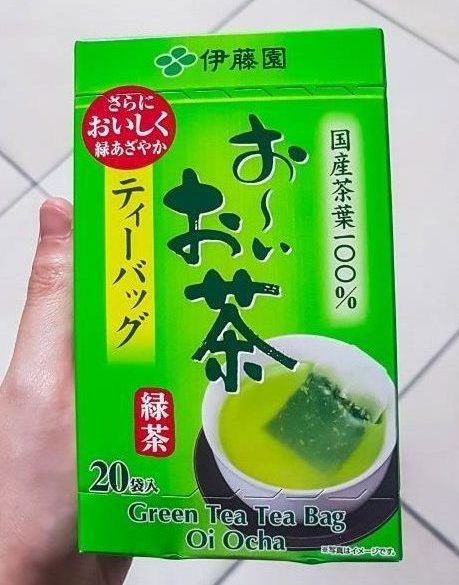 伊藤園
さらに
おいしく
緑あざやか
お~いお茶
国産茶葉一〇〇%
ティーバッグ
緑茶
20袋入
Green Tea Tea Bag
Oi Ocha
※写真はイメージです。